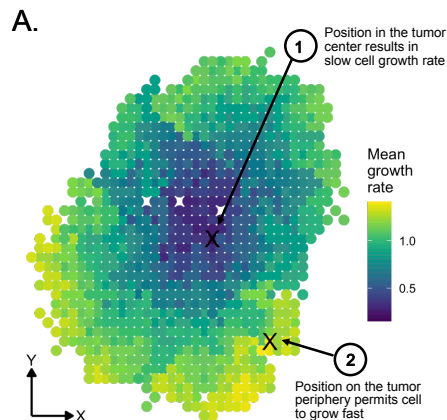 A.
1
Position in the tumor
center results in
slow cell growth rate
Mean
growth
rate
1.0
0.5
X
X
2
Position on the tumor
periphery permits cell
to grow fast
Y
X